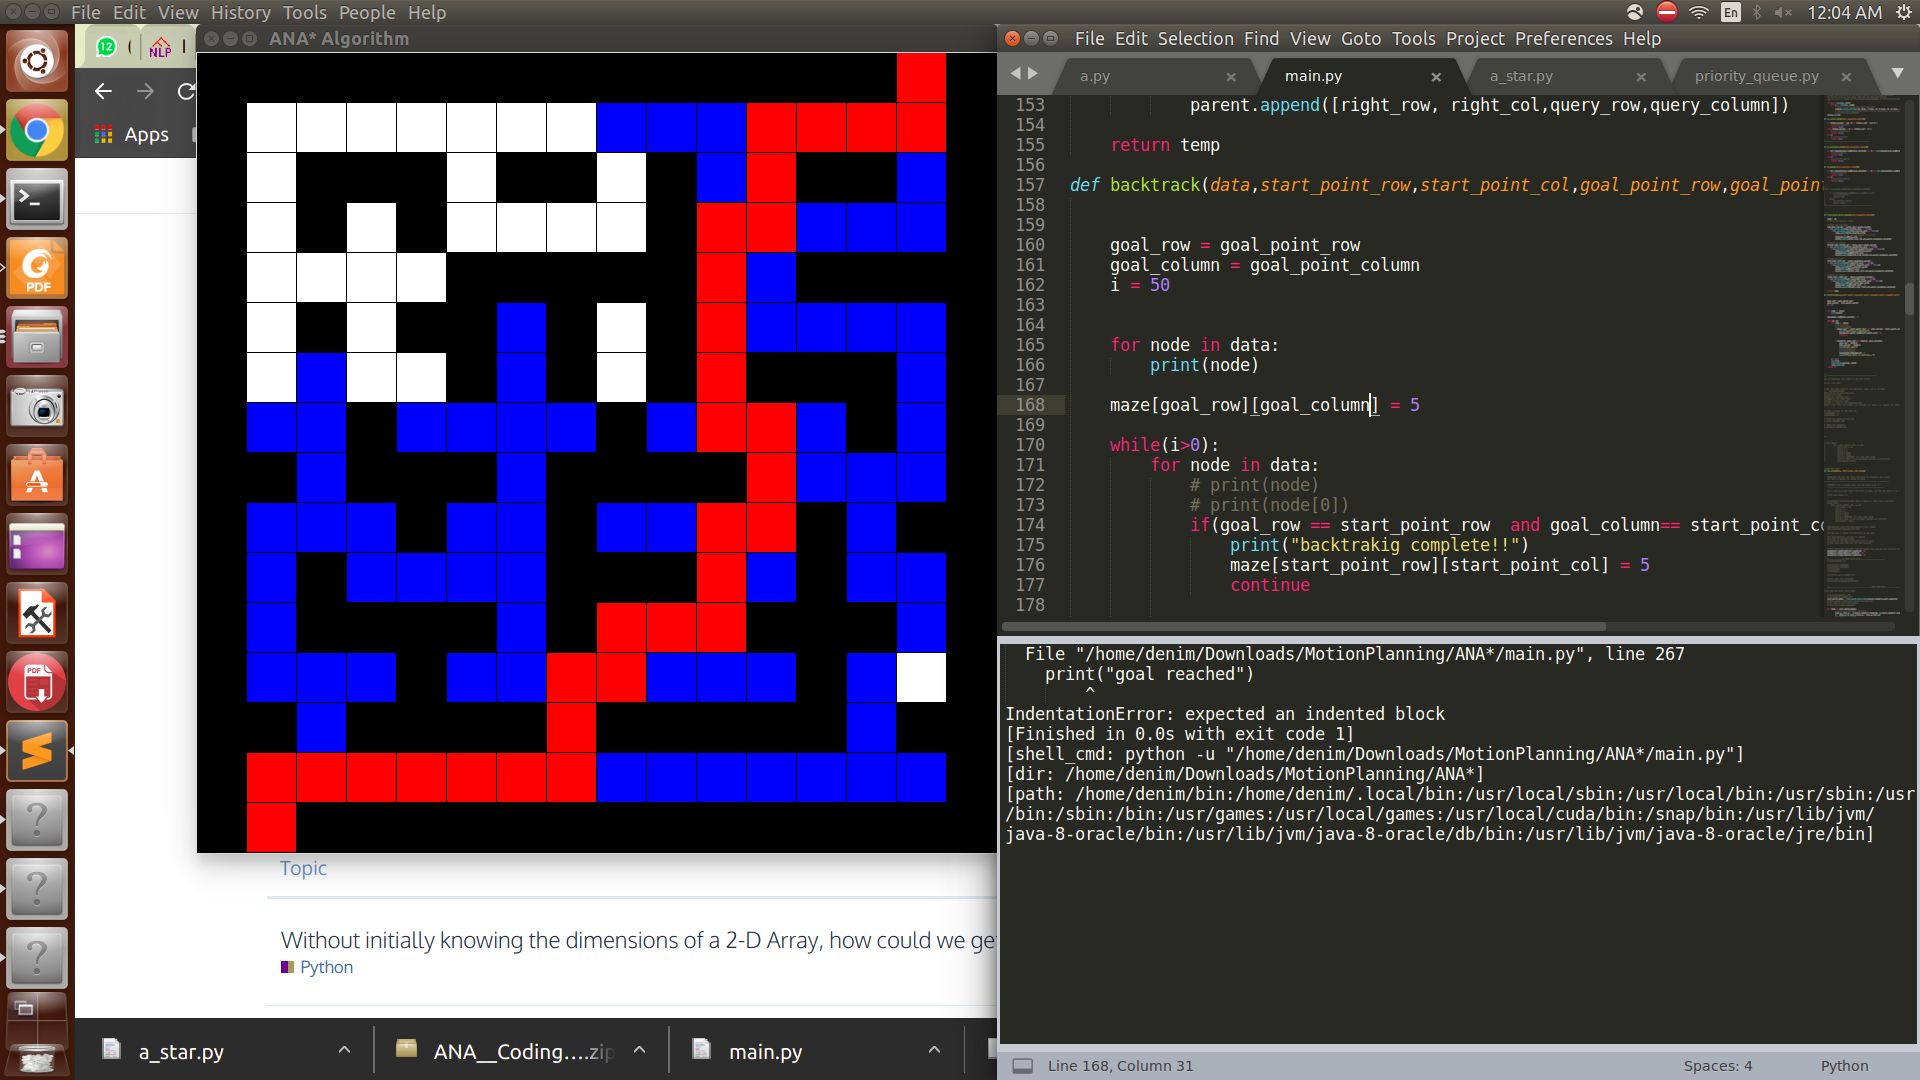 File Edit View History Tools People Help
En 12:04 AM
12 ( NLP
ANA* Algorithm
File Edit Selection Find View Goto Tools Project Preferences Help
a.py main.py a_star.py priority_queue.py
Apps
153 parent.append([right_row, right_col,query_row,query_column])
154
155 return temp
156
157 def backtrack(data,start_point_row,start_point_col,goal_point_row,goal_poin
158
159
160 goal_row = goal_point_row
161 goal_column = goal_point_column
162 i = 50
163
164
165 for node in data:
166 print(node)
167
168 maze[goal_row][goal_column] = 5
169
170 while(i>0):
171 for node in data:
172 # print(node)
173 # print(node[0])
174 if(goal_row == start_point_row  and goal_column== start_point_c
175 print("backtrakig complete!!")
176 maze[start_point_row][start_point_col] = 5
177 continue
178
File "/home/denim/Downloads/MotionPlanning/ANA*/main.py", line 267
print("goal reached")
^
IndentationError: expected an indented block
[Finished in 0.0s with exit code 1]
[shell_cmd: python -u "/home/denim/Downloads/MotionPlanning/ANA*/main.py"]
[dir: /home/denim/Downloads/MotionPlanning/ANA*]
[path: /home/denim/bin:/home/denim/.local/bin:/usr/local/sbin:/usr/local/bin:/usr/sbin:/usr
/bin:/sbin:/bin:/usr/games:/usr/local/games:/usr/local/cuda/bin:/snap/bin:/usr/lib/jvm/
java-8-oracle/bin:/usr/lib/jvm/java-8-oracle/db/bin:/usr/lib/jvm/java-8-oracle/jre/bin]
PDF
PDF
Topic
Without initially knowing the dimensions of a 2-D Array, how could we ge
Python
a_star.py ANA__Coding....zip main.py
Line 168, Column 31 Spaces: 4 Python